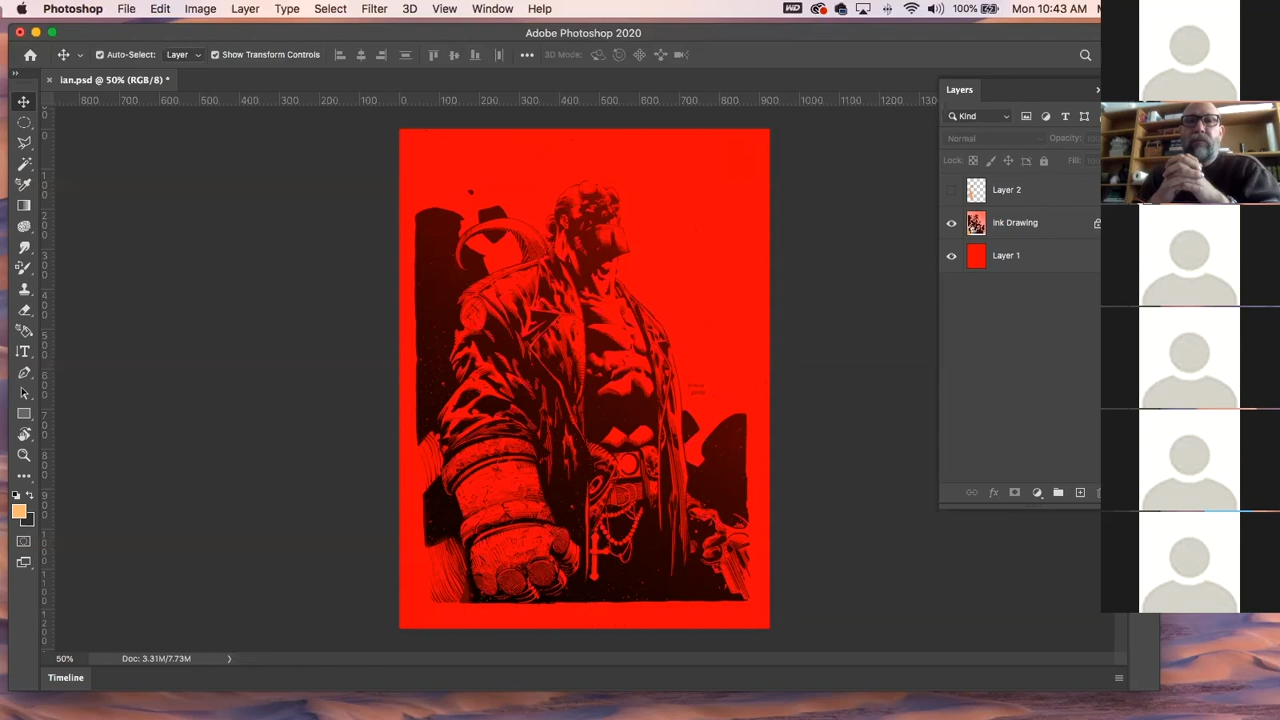 Photoshop File Edit Image Layer Type Select Filter 3D View Window Help 100% Mon 10:43 AM
Adobe Photoshop 2020
Auto-Select: Layer Show Transform Controls 3D Mode:
ian.psd @ 50% (RGB/8) *
800 700 600 500 400 300 200 100 0 100 200 300 400 500 600 700 800 900 1000 1100 1200 1300
Layers
Kind
Normal Opacity:
Lock: Fill:
Layer 2
Ink Drawing
Layer 1
50% Doc: 3.31M/7.73M
Timeline